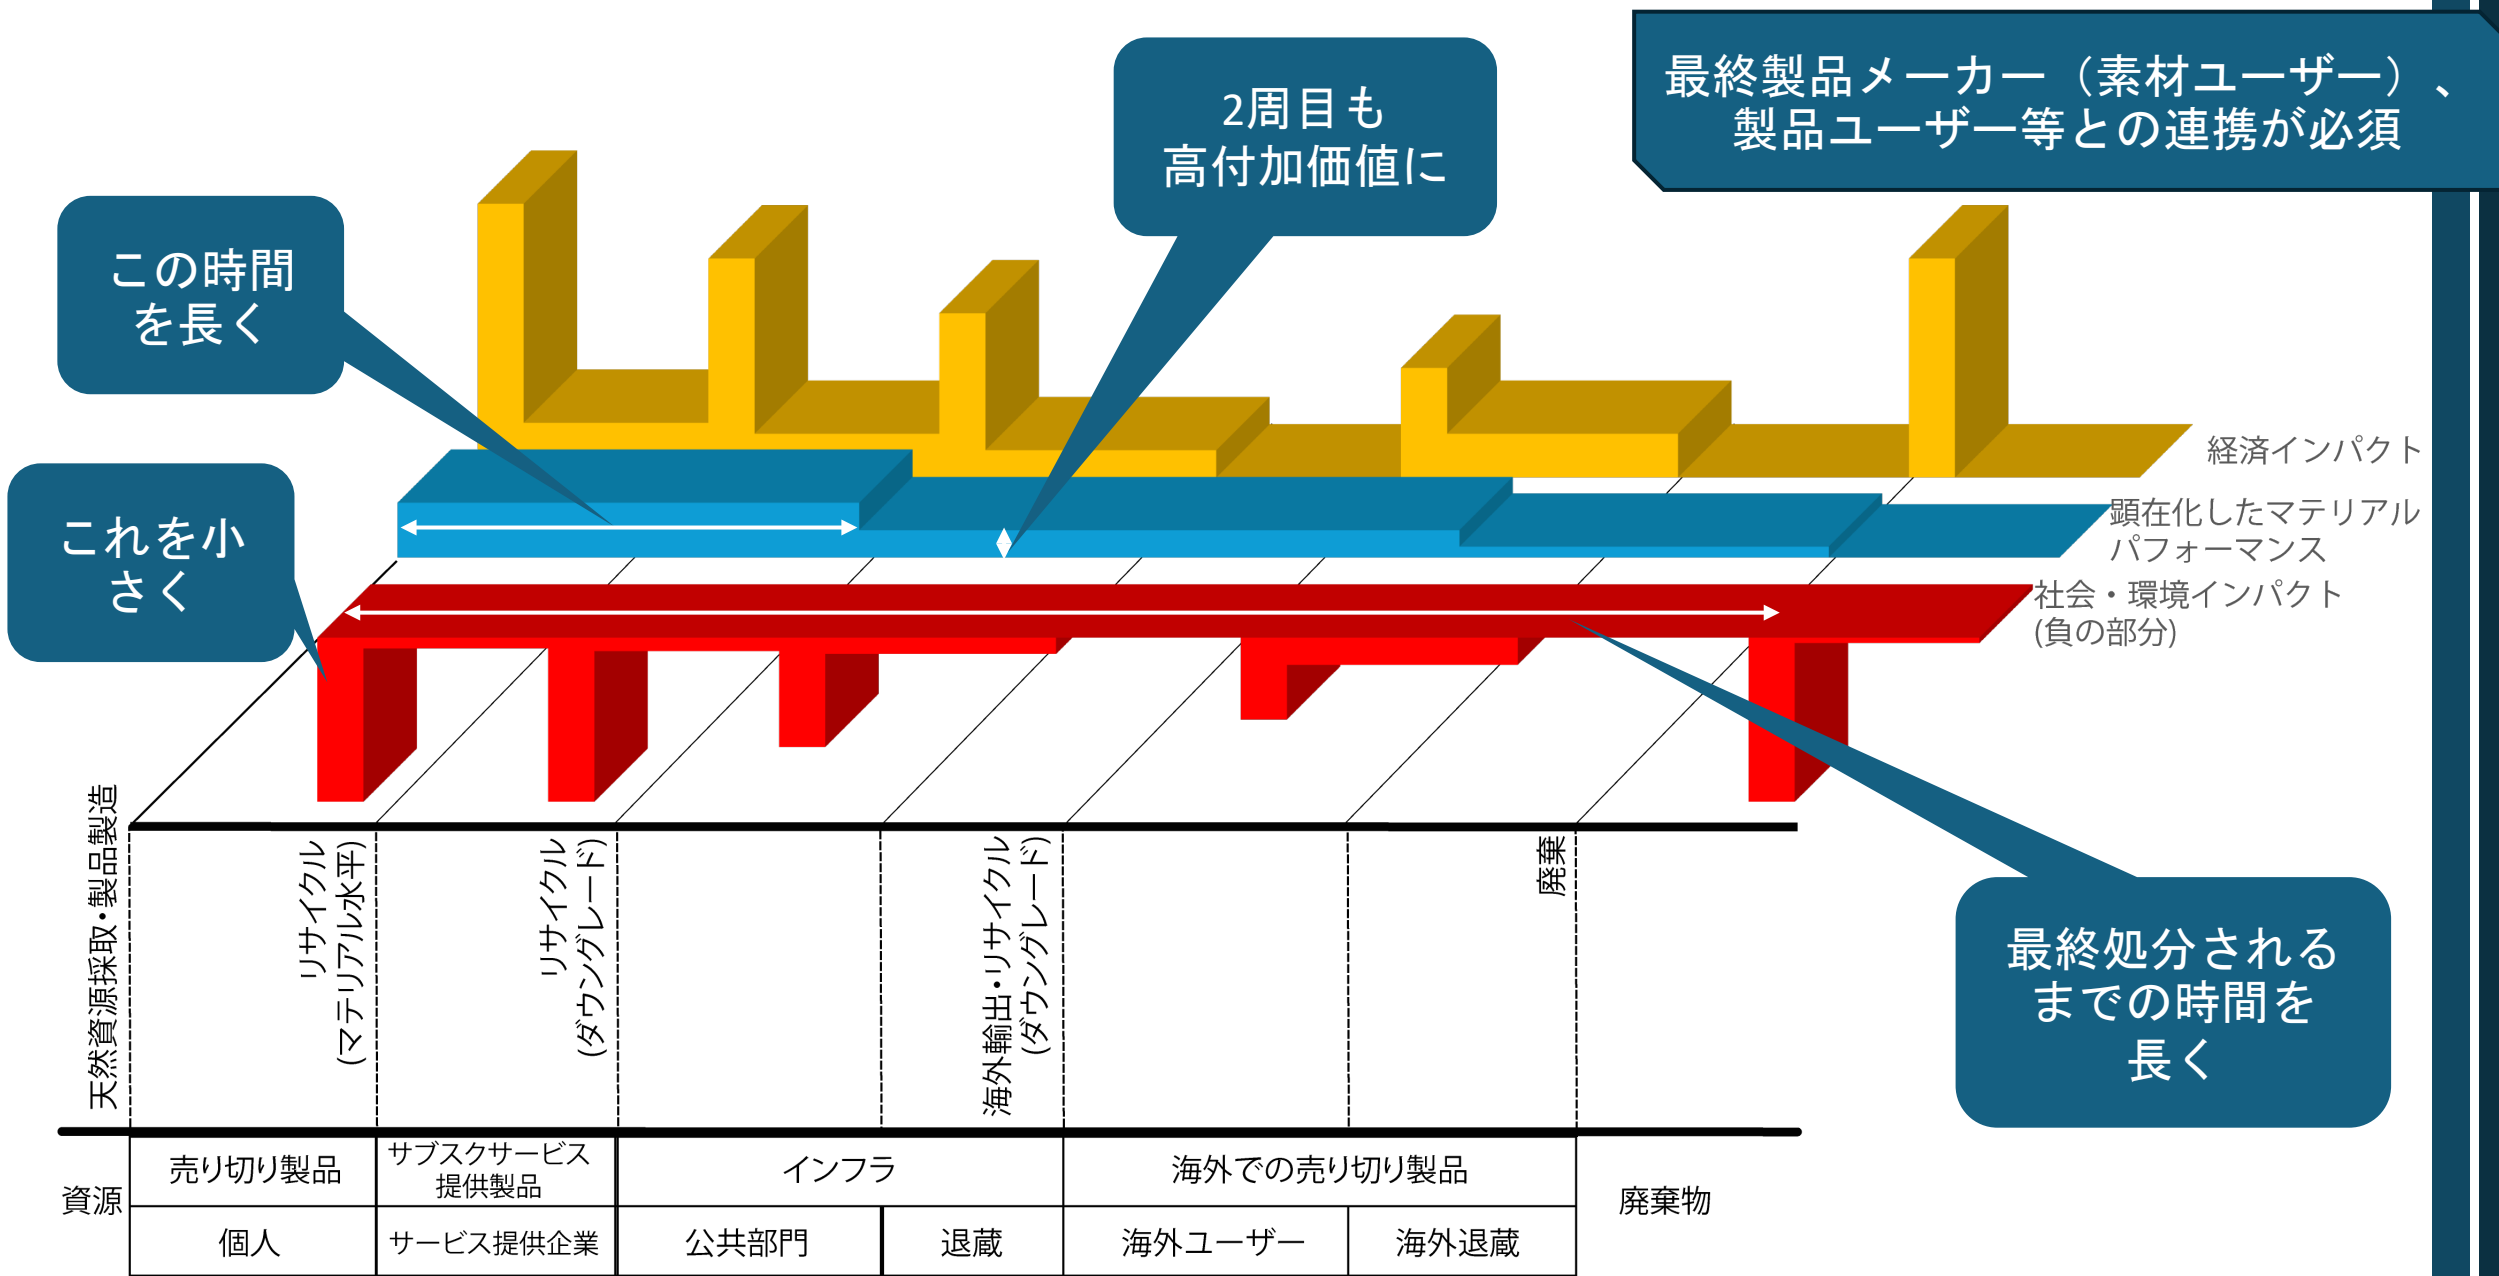 最終製品メーカー（素材ユーザー）、
製品ユーザー等との連携が必須
2周目も
高付加価値に
この時間
を長く
これを小
さく
経済インパクト
顕在化したマテリアル
パフォーマンス
社会・環境インパクト
(負の部分)
最終処分される
までの時間を
長く
天然資源採取・製品製造
リサイクル
(マテリアル水平)
リサイクル
(ダウングレード)
海外輸出・リサイクル
(ダウングレード)
廃棄
資源
売り切り製品
サブスクサービス
提供製品
インフラ
海外での売り切り製品
廃棄物
個人
サービス提供企業
公共部門
退蔵
海外ユーザー
海外退蔵